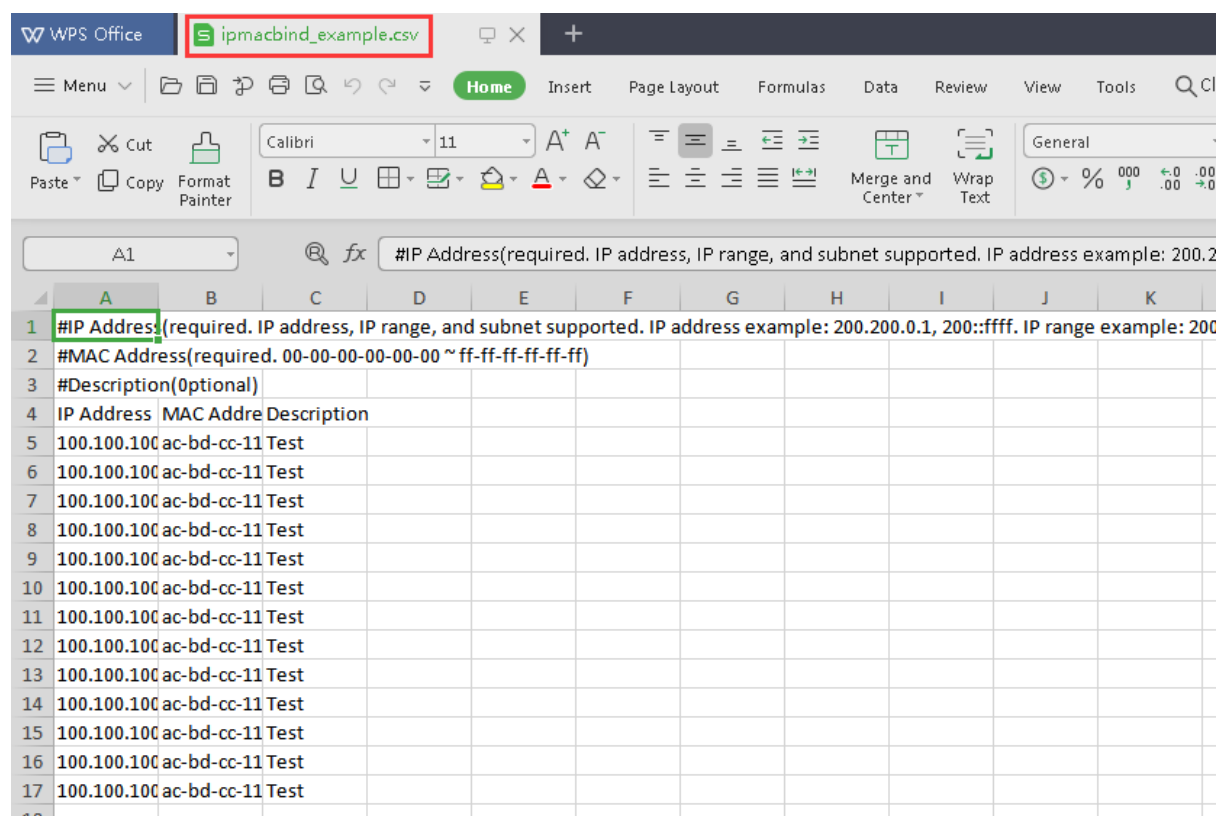 WPS Office
ipmacbind_example.csv
Menu
Home Insert Page Layout Formulas Data Review View Tools
Cut Calibri 11 A+ A- General
Paste Copy Format Painter B I U A Merge and Center Wrap Text % 000 .00
A1 fx #IP Address(required. IP address, IP range, and subnet supported. IP address example: 200.2
A B C D E F G H I J K
1 #IP Address(required. IP address, IP range, and subnet supported. IP address example: 200.200.0.1, 200::ffff. IP range example: 200
2 #MAC Address(required. 00-00-00-00-00-00 ~ ff-ff-ff-ff-ff-ff)
3 #Description(0ptional)
4 IP Address MAC Addre Description
5 100.100.100 ac-bd-cc-11 Test
6 100.100.100 ac-bd-cc-11 Test
7 100.100.100 ac-bd-cc-11 Test
8 100.100.100 ac-bd-cc-11 Test
9 100.100.100 ac-bd-cc-11 Test
10 100.100.100 ac-bd-cc-11 Test
11 100.100.100 ac-bd-cc-11 Test
12 100.100.100 ac-bd-cc-11 Test
13 100.100.100 ac-bd-cc-11 Test
14 100.100.100 ac-bd-cc-11 Test
15 100.100.100 ac-bd-cc-11 Test
16 100.100.100 ac-bd-cc-11 Test
17 100.100.100 ac-bd-cc-11 Test